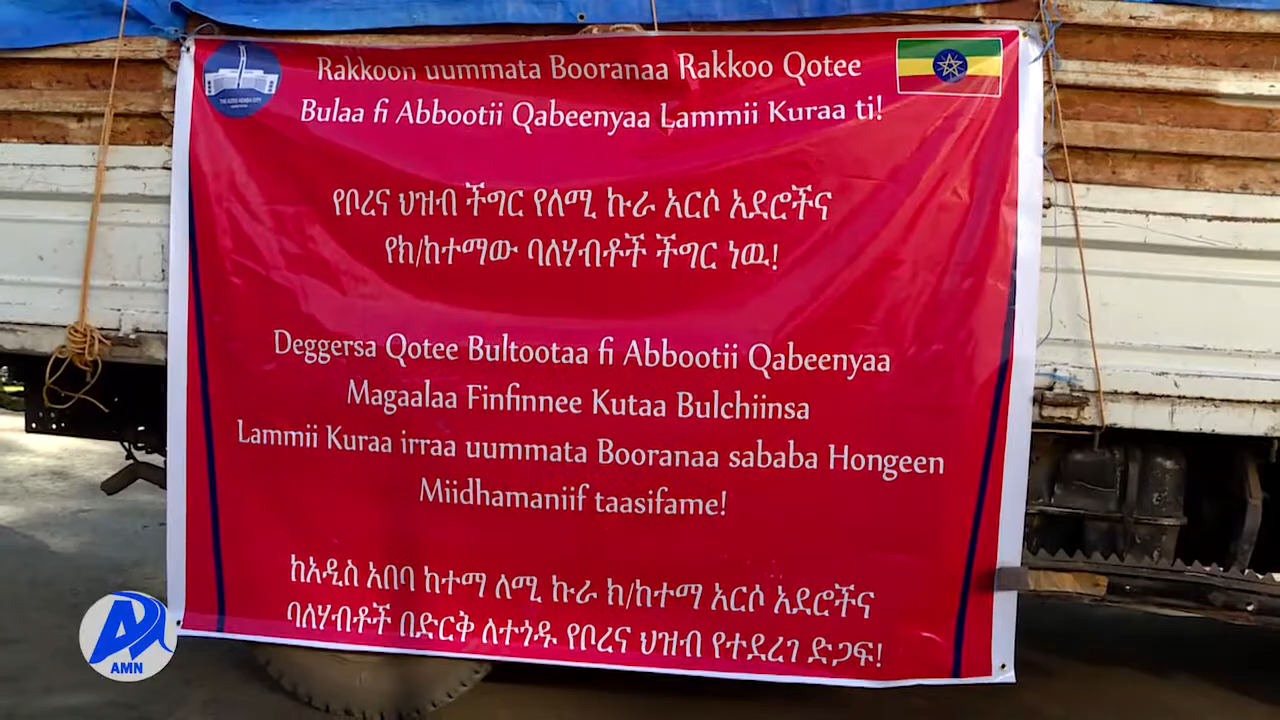 Rakkoon uummata Booranaa Rakkoo Qotee
Bulaa fi Abbootii Qabeenyaa Lammii Kuraa ti!
የቦረና ህዝብ ችግር የለሚ ኩራ አርሶ አደሮችና
የክ/ከተማው ባለሃብቶች ችግር ነዉ!
Deggersa Qotee Bultootaa fi Abbootii Qabeenyaa
Magaalaa Finfinnee Kutaa Bulchiinsa
Lammii Kuraa irraa uummata Booranaa sababa Hongeen
Miidhamaniif taasifame!
ከአዲስ አበባ ከተማ ለሚ ኩራ ክ/ከተማ አርሶ አደሮችና
ባለሃብቶች በድርቅ ለተጎዱ የቦረና ህዝብ የተደረገ ድጋፍ!
AMN